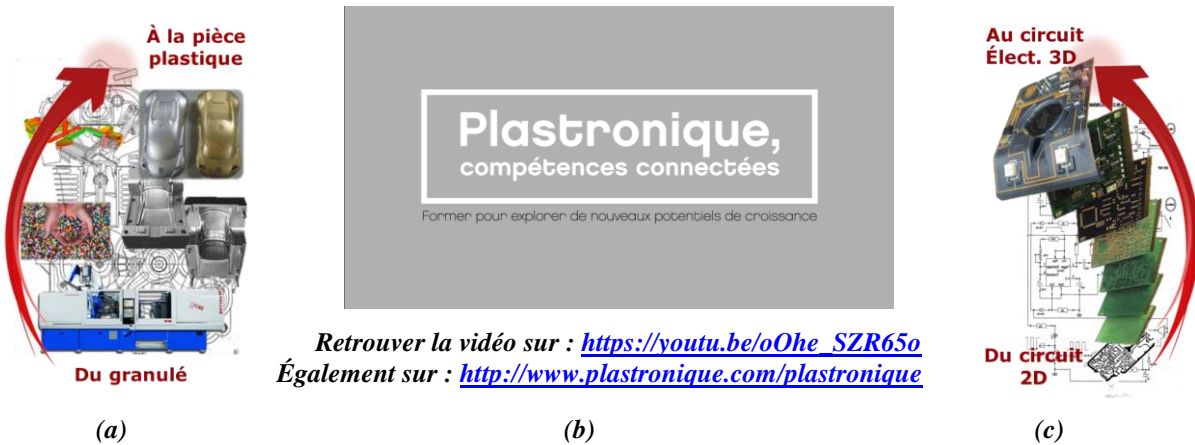 À la pièce
plastique
Du granulé
(a)
Plastronique,
compétences connectées
Former pour explorer de nouveaux potentiels de croissance
Retrouver la vidéo sur : https://youtu.be/oOhe_SZR65o
Également sur : http://www.plastronique.com/plastronique
(b)
Au circuit
Élect. 3D
Du circuit
2D
(c)